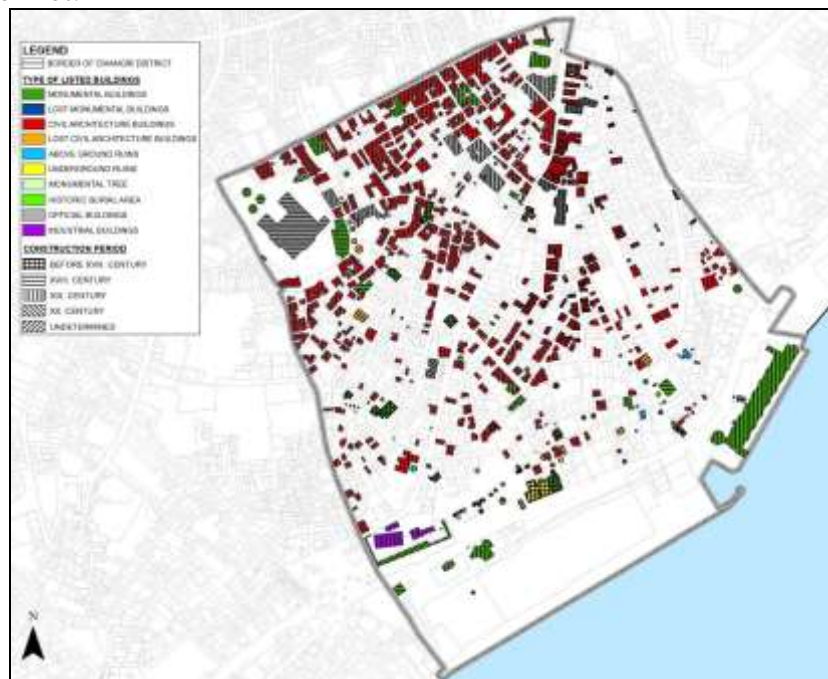 LEGEND
BORDER OF CHANGRI DISTRICT
TYPE OF LISTED BUILDINGS
MONUMENTAL BUILDINGS
LOST MONUMENTAL BUILDINGS
CIVIL ARCHITECTURE BUILDINGS
LOST CIVIL ARCHITECTURE BUILDINGS
ABOVE GROUND RUINS
UNDERGROUND RUINS
MONUMENTAL TREE
HISTORIC BURIAL AREA
OFFICIAL BUILDINGS
INDUSTRIAL BUILDINGS
CONSTRUCTION PERIOD
BEFORE XVIII. CENTURY
XVIII. CENTURY
XIX. CENTURY
XX. CENTURY
UNDETERMINED
N